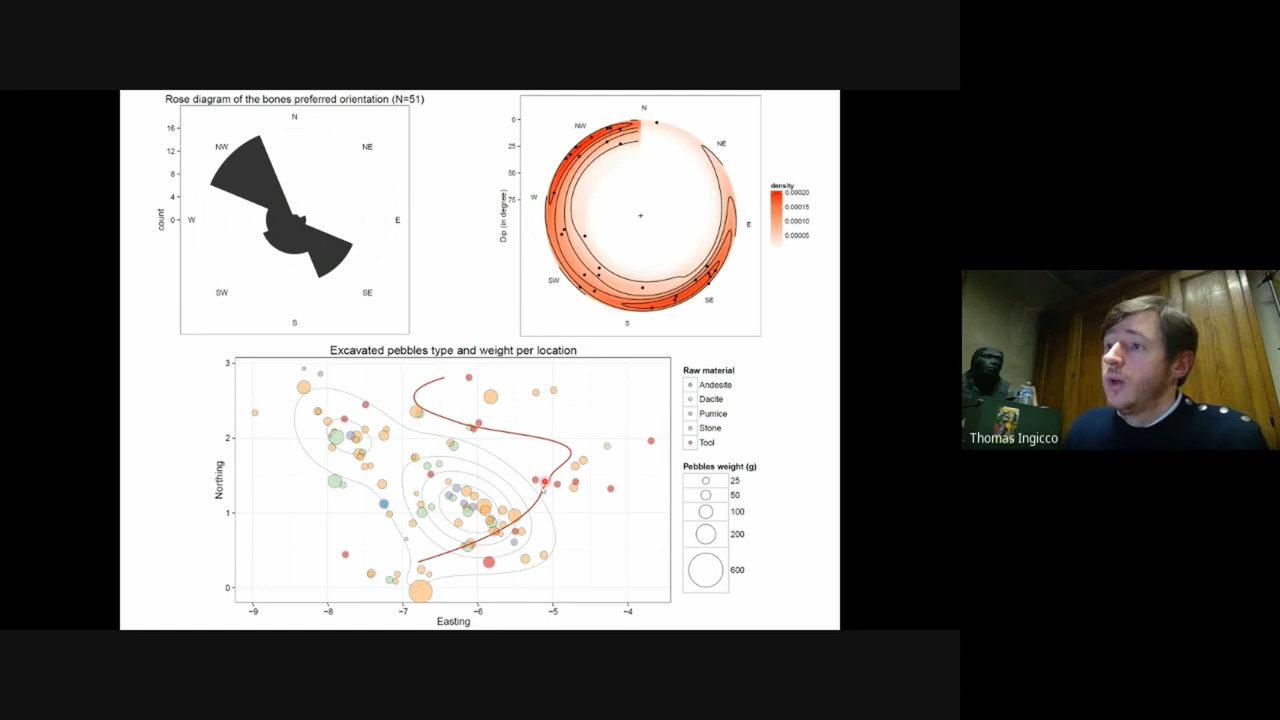 Rose diagram of the bones preferred orientation (N=51)
16
12
8
4
0
count
N
NW
NE
W
E
SW
SE
S
0
25
50
75
Dip (in degree)
N
NW
NE
W
E
SW
SE
S
density
0.00020
0.00015
0.00010
0.00005
Excavated pebbles type and weight per location
3
2
1
0
Northing
−9
−8
−7
−6
−5
−4
Easting
Raw material
Andesite
Dacite
Pumice
Stone
Tool
Pebbles weight (g)
25
50
100
200
600
Thomas Ingicco